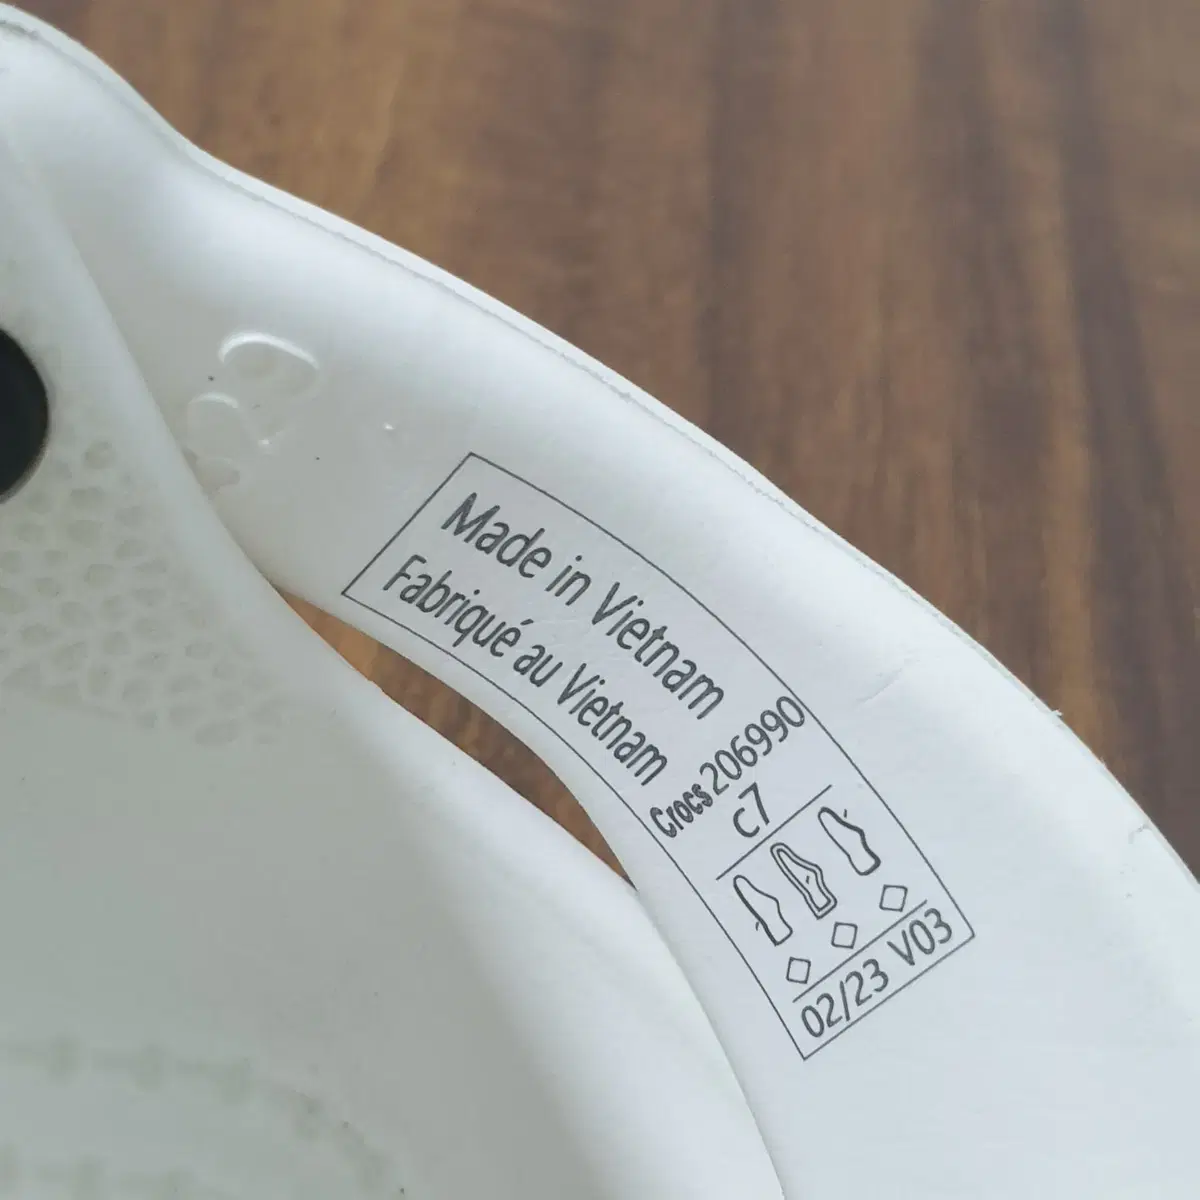 Made in Vietnam
Fabriqué au Vietnam
Crocs 206990
C7
02/23 V03